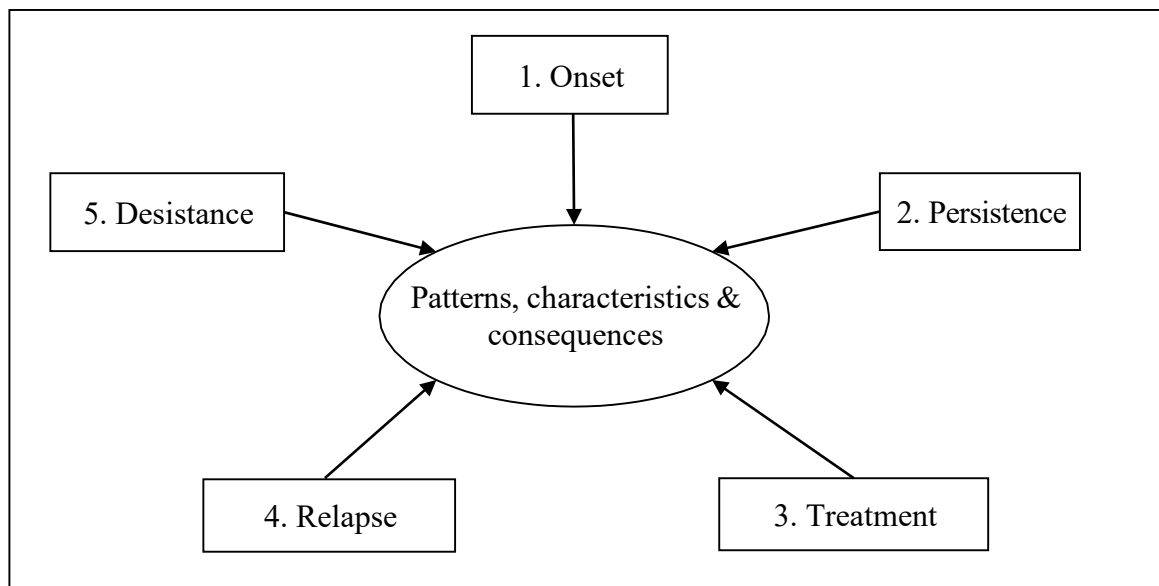 1. Onset
5. Desistance
2. Persistence
Patterns, characteristics &
consequences
4. Relapse
3. Treatment